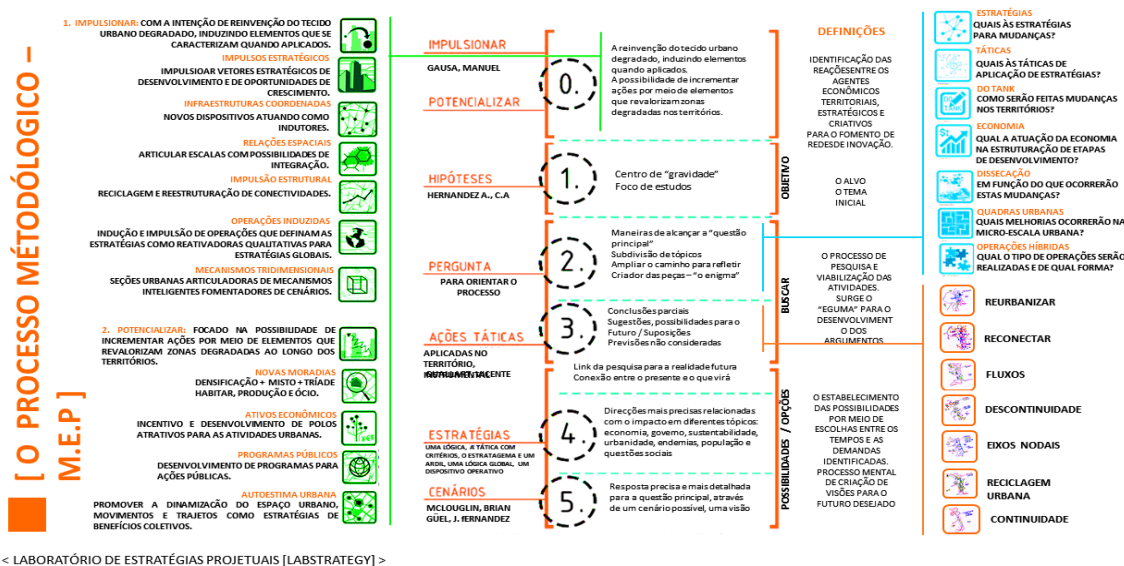 [ O PROCESSO MÉTODÓLOGICO –
M.E.P ]
1. IMPULSIONAR: COM A INTENÇÃO DE REINVENÇÃO DO TECIDO
URBANO DEGRADADO, INDUZINDO ELEMENTOS QUE SE
CARACTERIZAM QUANDO APLICADOS.
IMPULSOS ESTRATÉGICOS
IMPULSIOAR VETORES ESTRATÉGICOS DE
DESENVOLVIMENTO E DE OPORTUNIDADES DE
CRESCIMENTO.
INFRAESTRUTURAS COORDENADAS
NOVOS DISPOSITIVOS ATUANDO COMO
INDUTORES.
RELAÇÕES ESPACIAIS
ARTICULAR ESCALAS COM POSSIBILIDADES DE
INTEGRAÇÃO.
IMPULSÃO ESTRUTURAL
RECICLAGEM E REESTRUTURAÇÃO DE CONECTIVIDADES.
OPERAÇÕES INDUZIDAS
INDUÇÃO E IMPULSÃO DE OPERAÇÕES QUE DEFINAM AS
ESTRATÉGIAS COMO REATIVADORAS QUALITATIVAS PARA
ESTRATÉGIAS GLOBAIS.
MECANISMOS TRIDIMENSIONAIS
SEÇÕES URBANAS ARTICULADORAS DE MECANISMOS
INTELIGENTES FOMENTADORES DE CENÁRIOS.
2. POTENCIALIZAR: FOCADO NA POSSIBILIDADE DE
INCREMENTAR AÇÕES POR MEIO DE ELEMENTOS QUE
REVALORIZAM ZONAS DEGRADADAS AO LONGO DOS
TERRITÓRIOS.
NOVAS MORADIAS
DENSIFICAÇÃO + MISTO + TRÍADE
HABITAR, PRODUÇÃO E ÓCIO.
ATIVOS ECONÔMICOS
INCENTIVO E DESENVOLVIMENTO DE POLOS
ATRATIVOS PARA AS ATIVIDADES URBANAS.
PROGRAMAS PÚBLICOS
DESENVOLVIMENTO DE PROGRAMAS PARA
AÇÕES PÚBLICAS.
AUTOESTIMA URBANA
PROMOVER A DINAMIZAÇÃO DO ESPAÇO URBANO,
MOVIMENTOS E TRAJETOS COMO ESTRATÉGIAS DE
BENEFÍCIOS COLETIVOS.
IMPULSIONAR
GAUSA, MANUEL
POTENCIALIZAR
0.
A reinvenção do tecido urbano
degradado, induzindo elementos
quando aplicados.
A possibilidade de incrementar
ações por meio de elementos
que revalorizam zonas
degradadas nos territórios.
HIPÓTESES
HERNANDEZ A., C.A
1.
Centro de “gravidade”
Foco de estudos
PERGUNTA
PARA ORIENTAR O
PROCESSO
2.
Maneiras de alcançar a “questão
principal”
Subdivisão de tópicos
Ampliar o caminho para refletir
Criador das peças – “o enigma”
AÇÕES TÁTICAS
APLICADAS NO
TERRITÓRIO,
3.
Conclusões parciais
Sugestões, possibilidades para o
Futuro / Suposições
Previsões não consideradas
Link da pesquisa para a realidade futura
Conexão entre o presente e o que virá
ESTRATÉGIAS
UMA LÓGICA, A TÁTICA COM
CRITÉRIOS, O ESTRATAGEMA E UM
ARDIL, UMA LÓGICA GLOBAL, UM
DISPOSITIVO OPERATIVO
4.
Direcções mais precisas relacionadas
com o impacto em diferentes tópicos:
economia, governo, sustentabilidade,
urbanidade, endemias, população e
questões sociais
CENÁRIOS
MCLOUGLIN, BRIAN
GÜEL, J. fERNANDEZ
5.
Resposta precisa e mais detalhada
para a questão principal, através
de um cenário possível, uma visão
OBJETIVO
BUSCAR
POSSIBILIDADES / OPÇÕES
DEFINIÇÕES
IDENTIFICAÇÃO DAS
REAÇÕESENTRE OS
AGENTES
ECONÔMICOS
TERRITORIAIS,
ESTRATÉGICOS E
CRIATIVOS
PARA O FOMENTO DE
REDESDE INOVAÇÃO.
O ALVO
O TEMA
INICIAL
O PROCESSO DE
PESQUISA E
VIABILIZAÇÃO DAS
ATIVIDADES.
SURGE O
“EGUMA” PARA O
DESENVOLVIMENT
O DOS
ARGUMENTOS
O ESTABELECIMENTO
DAS POSSIBILIDADES
POR MEIO DE
ESCOLHAS ENTRE OS
TEMPOS E AS
DEMANDAS
IDENTIFICADAS.
PROCESSO MENTAL
DE CRIAÇÃO DE
VISÕES PARA O
FUTURO DESEJADO
ESTRATÉGIAS
QUAIS ÀS ESTRATÉGIAS
PARA MUDANÇAS?
TÁTICAS
QUAIS ÀS TÁTICAS DE
APLICAÇÃO DE ESTRATÉGIAS?
DO TANK
COMO SERÃO FEITAS MUDANÇAS
NOS TERRITÓRIOS?
ECONOMIA
QUAL A ATUAÇÃO DA ECONOMIA
NA ESTRUTURAÇÃO DE ETAPAS
DE DESENVOLVIMENTO?
DISSECAÇÃO
EM FUNÇÃO DO QUE OCORRERÃO
ESTAS MUDANÇAS?
QUADRAS URBANAS
QUAIS MELHORIAS OCORRERÃO NA
MICRO-ESCALA URBANA?
OPERAÇÕES HÍBRIDAS
QUAL O TIPO DE OPERAÇÕES SERÃO
REALIZADAS E DE QUAL FORMA?
REURBANIZAR
RECONECTAR
FLUXOS
DESCONTINUIDADE
EIXOS NODAIS
RECICLAGEM
URBANA
CONTINUIDADE
< LABORATÓRIO DE ESTRATÉGIAS PROJETUAIS [LABSTRATEGY] >